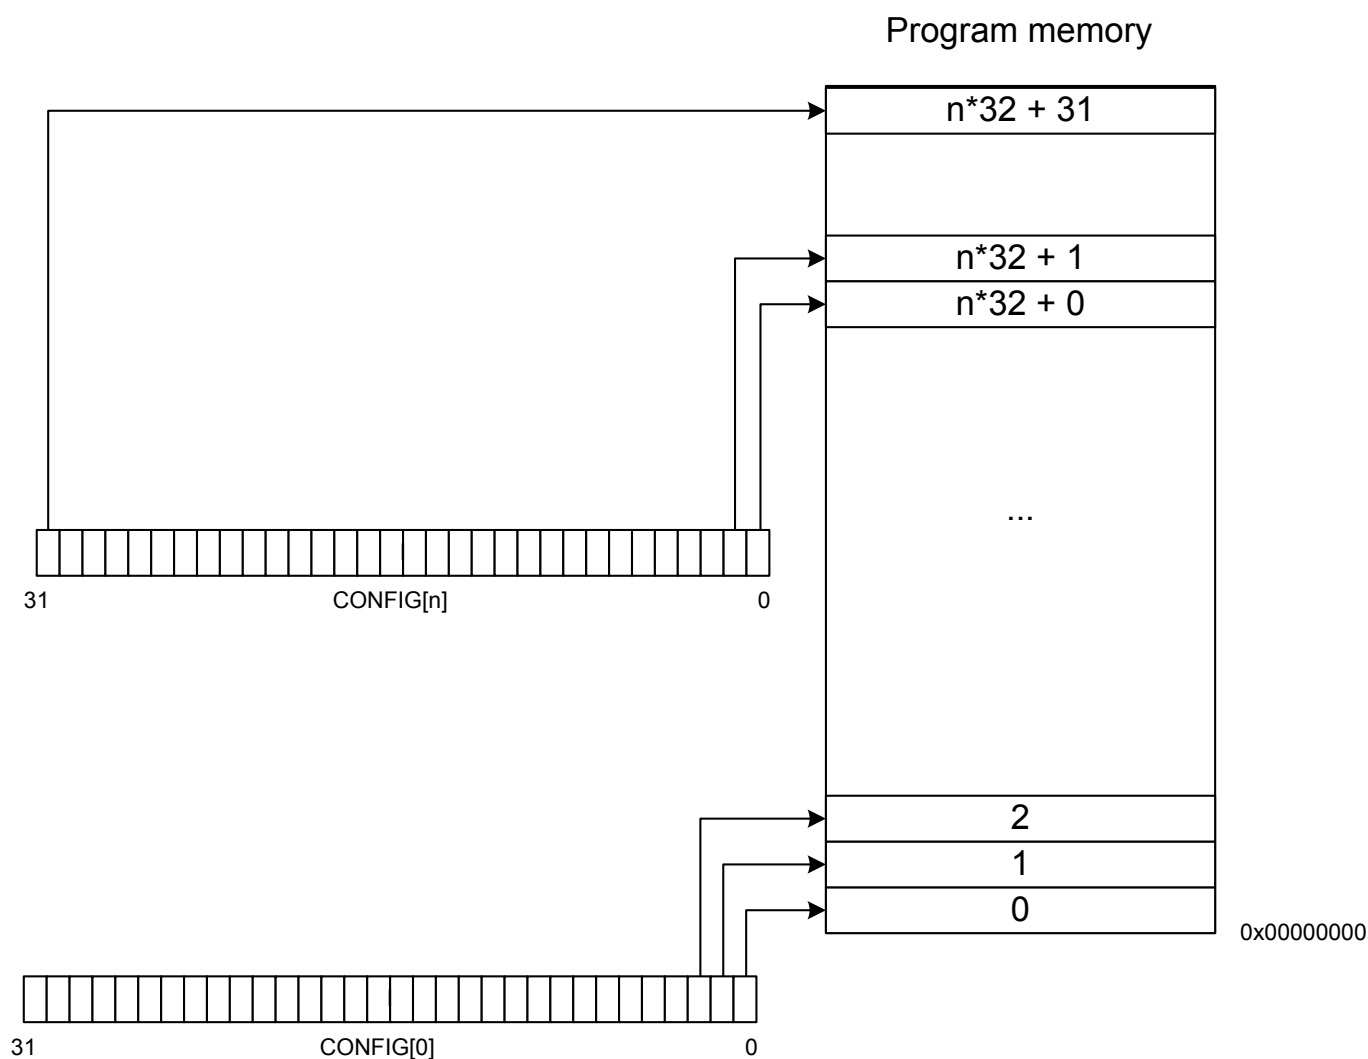 Program memory
n*32 + 31
n*32 + 1
n*32 + 0
...
31 CONFIG[n] 0
2
1
0
0x00000000
31 CONFIG[0] 0